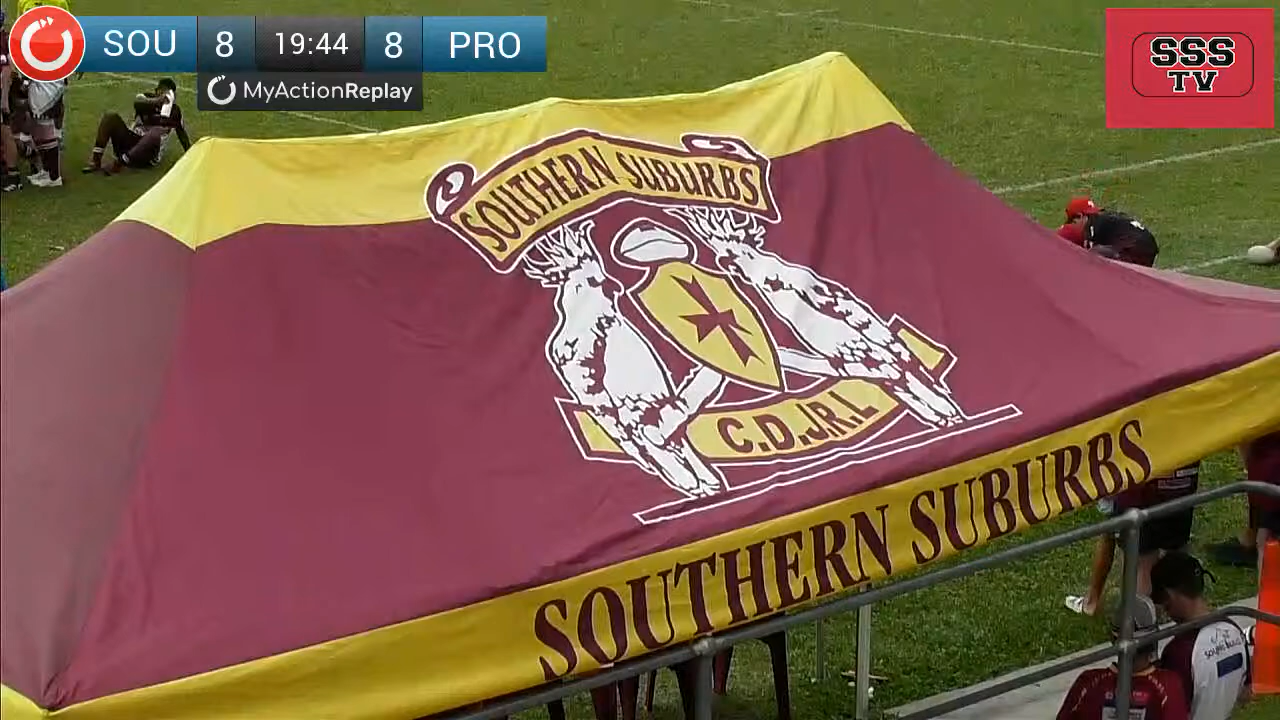 SOU 8 19:44 8 PRO
MyActionReplay
SSS
TV
SOUTHERN SUBURBS
C.D.J.R.L
SOUTHERN SUBURBS